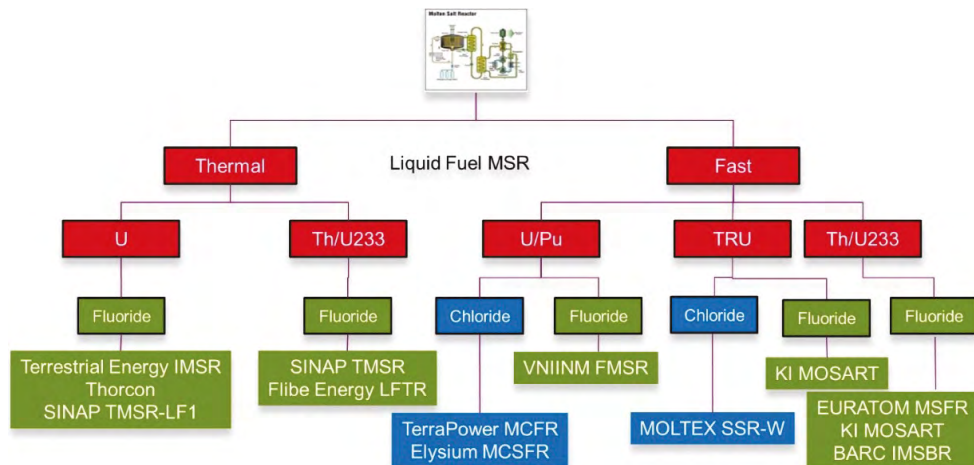 Molten Salt Reactor
Thermal
Liquid Fuel MSR
Fast
U
Th/U233
U/Pu
TRU
Th/U233
Fluoride
Fluoride
Chloride
Fluoride
Chloride
Fluoride
Fluoride
Terrestrial Energy IMSR
Thorcon
SINAP TMSR-LF1
SINAP TMSR
Flibe Energy LFTR
VNIINM FMSR
KI MOSART
TerraPower MCFR
Elysium MCSFR
MOLTEX SSR-W
EURATOM MSFR
KI MOSART
BARC IMSBR